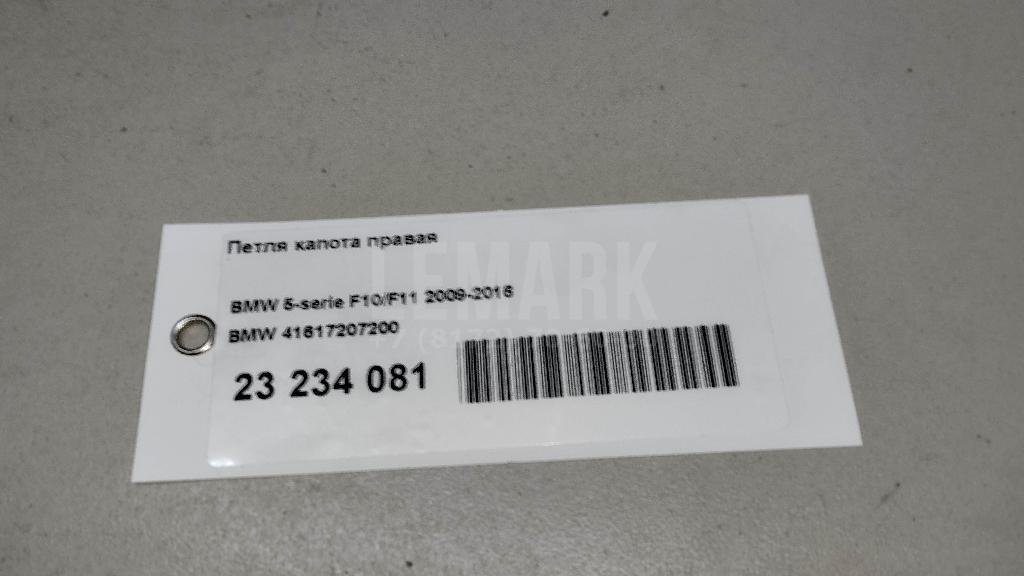 Петля капота правая
LEMARK
BMW 5-serie F10/F11 2009-2016
BMW 41617207200
23 234 081